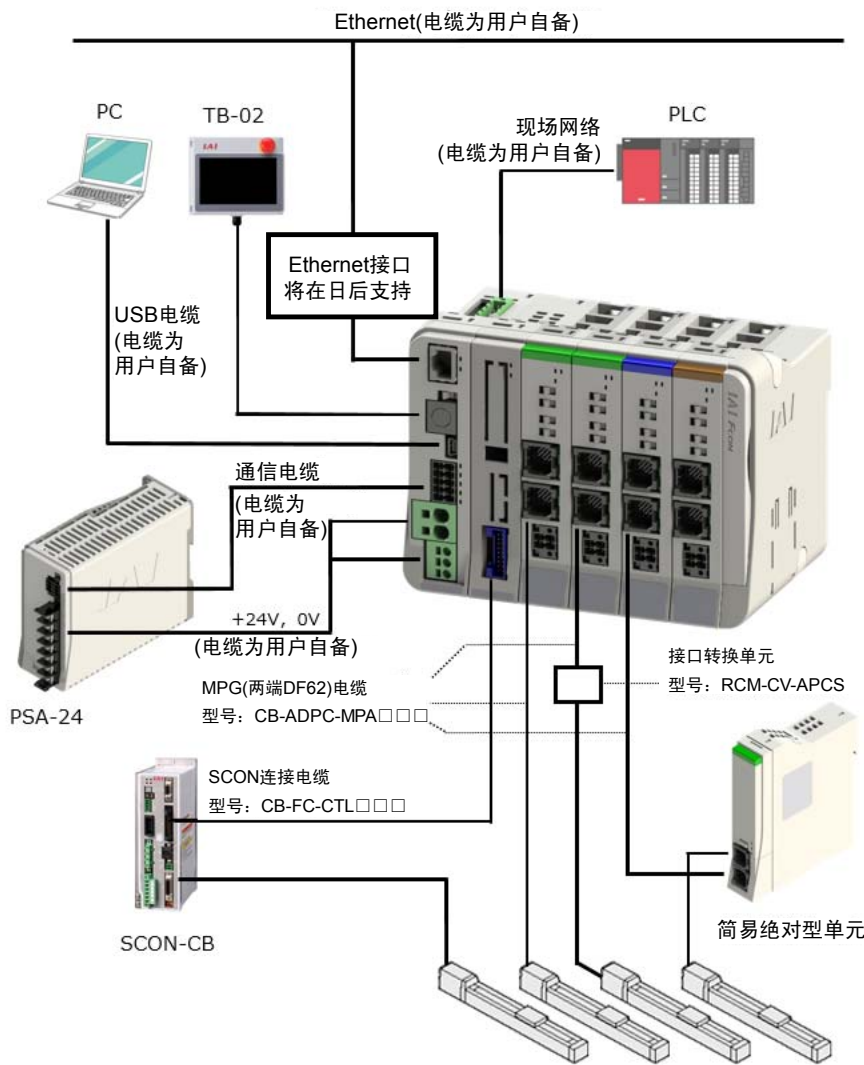 Ethernet(电缆为用户自备)
PC
TB-02
PLC
现场网络
(电缆为用户自备)
IAI
Ethernet接口
将在日后支持
USB电缆
(电缆为
用户自备)
通信电缆
(电缆为
用户自备)
IAI FCON
+24V，0V
(电缆为用户自备)
PSA-24
MPG(两端DF62)电缆
型号：CB-ADPC-MPA□□□
接口转换单元
型号：RCM-CV-APCS
SCON连接电缆
型号：CB-FC-CTL□□□
SCON-CB
简易绝对型单元